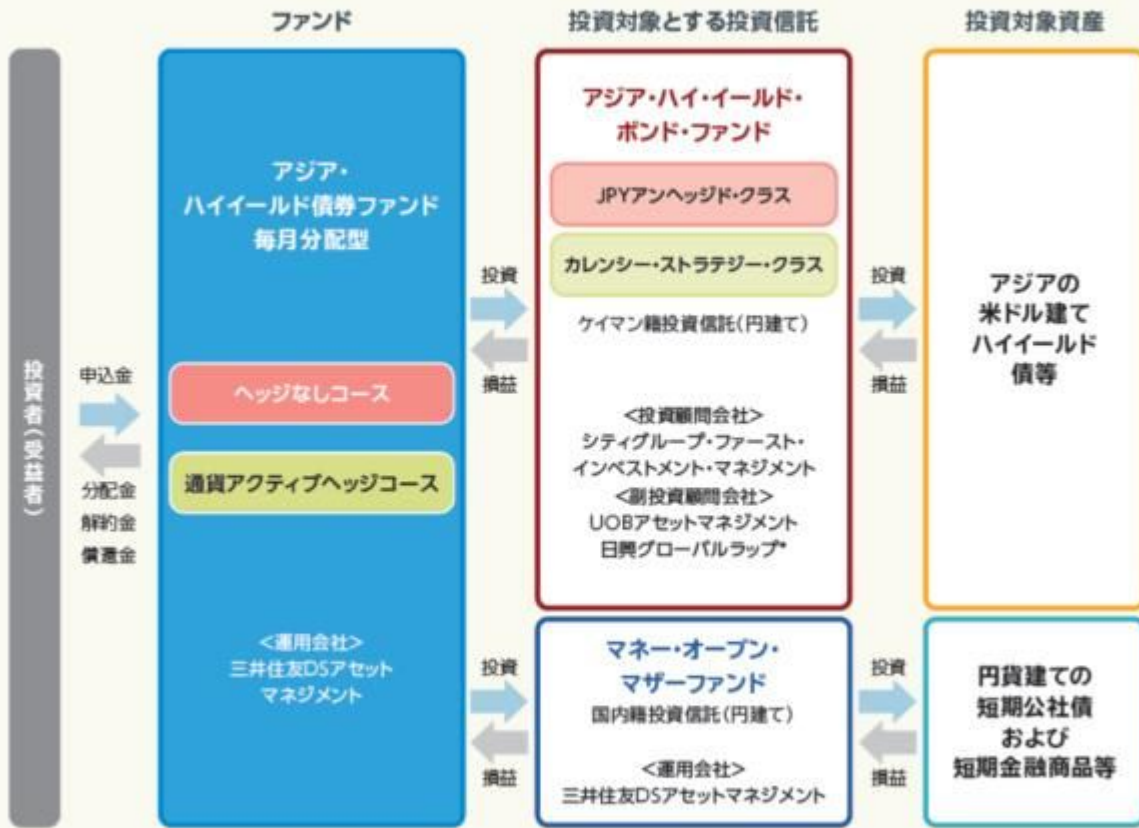 ファンド
投資対象とする投資信託
投資対象資産
投資者(受益者)
申込金
分配金
解約金
償還金
アジア・
ハイイールド債券ファンド
毎月分配型
ヘッジなしコース
通貨アクティブヘッジコース
<運用会社>
三井住友DSアセット
マネジメント
投資
損益
投資
損益
アジア・ハイ・イールド・
ボンド・ファンド
JPYアンヘッジド・クラス
カレンシー・ストラテジー・クラス
ケイマン籍投資信託(円建て)
<投資顧問会社>
シティグループ・ファースト・
インベストメント・マネジメント
<副投資顧問会社>
UOBアセットマネジメント
日興グローバルラップ*
マネー・オープン・
マザーファンド
国内籍投資信託(円建て)
<運用会社>
三井住友DSアセットマネジメント
投資
損益
投資
損益
アジアの
米ドル建て
ハイイールド
債等
円貨建ての
短期公社債
および
短期金融商品等